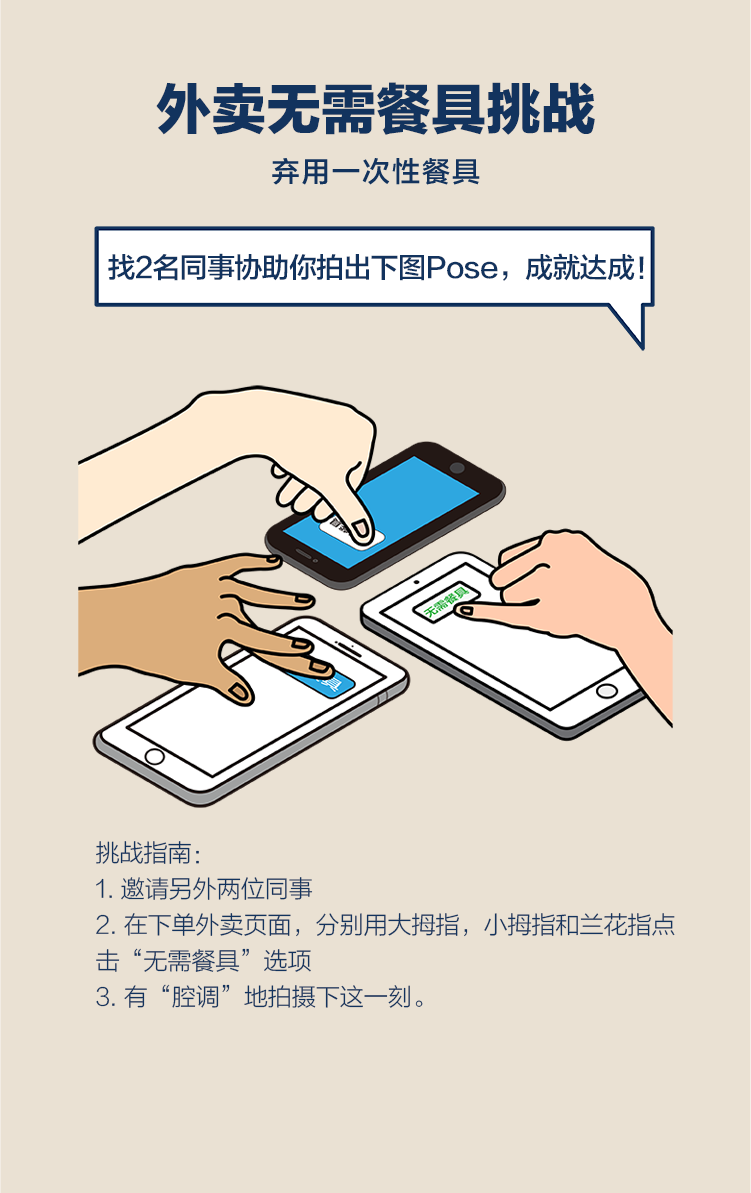 外卖无需餐具挑战
弃用一次性餐具
找2名同事协助你拍出下图Pose，成就达成！
无需餐具
挑战指南：
1. 邀请另外两位同事
2. 在下单外卖页面，分别用大拇指，小拇指和兰花指点
击“无需餐具”选项
3. 有“腔调”地拍摄下这一刻。